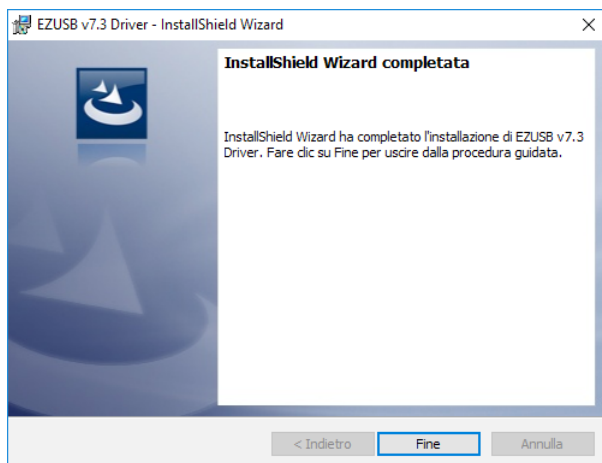 EZUSB v7.3 Driver - InstallShield Wizard
InstallShield Wizard completata
InstallShield Wizard ha completato l'installazione di EZUSB v7.3
Driver. Fare clic su Fine per uscire dalla procedura guidata.
< Indietro
Fine
Annulla